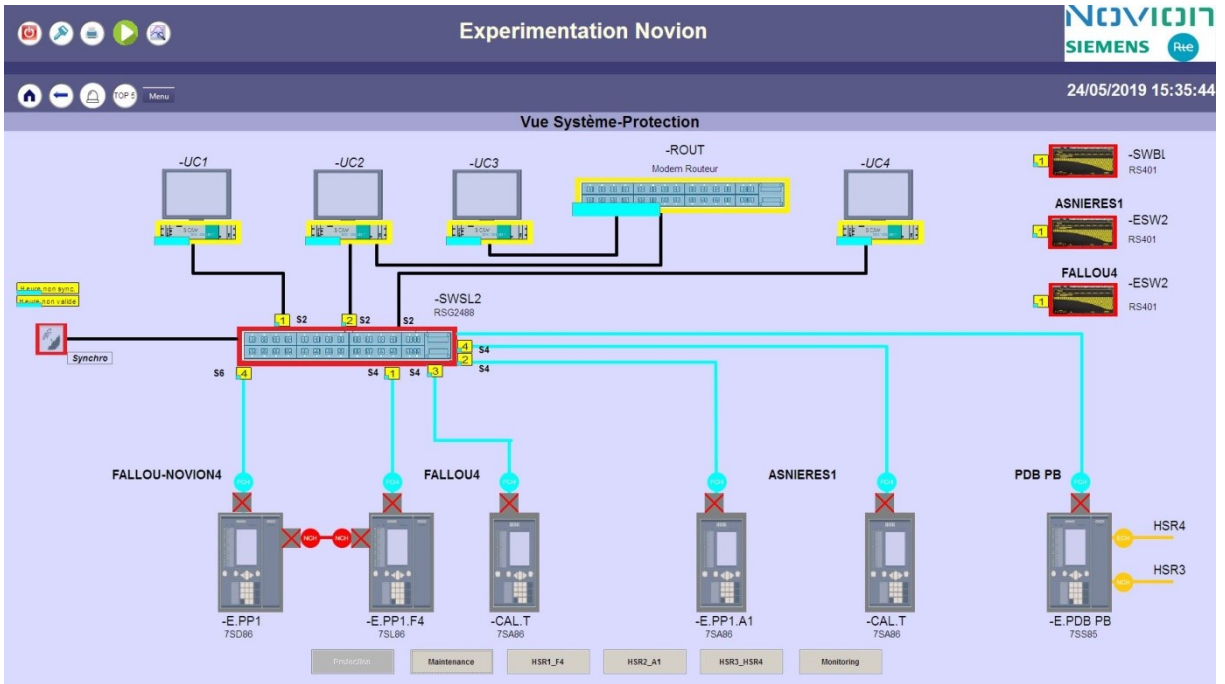 Experimentation Novion
NOVION
SIEMENS Rte
TOP 5 Menu
24/05/2019 15:35:44
Vue Système-Protection
-UC1
-UC2
-UC3
-ROUT
Modem Routeur
-UC4
1 -SWBL
RS401
ASNIERES1
1 -ESW2
RS401
FALLOU4
1 -ESW2
RS401
Heure non sync.
Heure non valide
Synchro
-SWSL2
RSG2488
1 S2 2 S2 S2
4 S4
2 S4
S6 4 S4 1 S4 3
FALLOU-NOVION4
FALLOU4
ASNIERES1
PDB PB
PCH PCH PCH PCH PCH PCH
NCH NCH
HSR4
HSR3
-E.PP1
7SD86
-E.PP1.F4
7SL86
-CAL.T
7SA86
-E.PP1.A1
7SA86
-CAL.T
7SA86
-E.PDB PB
7SS85
Protection Maintenance HSR1_F4 HSR2_A1 HSR3_HSR4 Monitoring